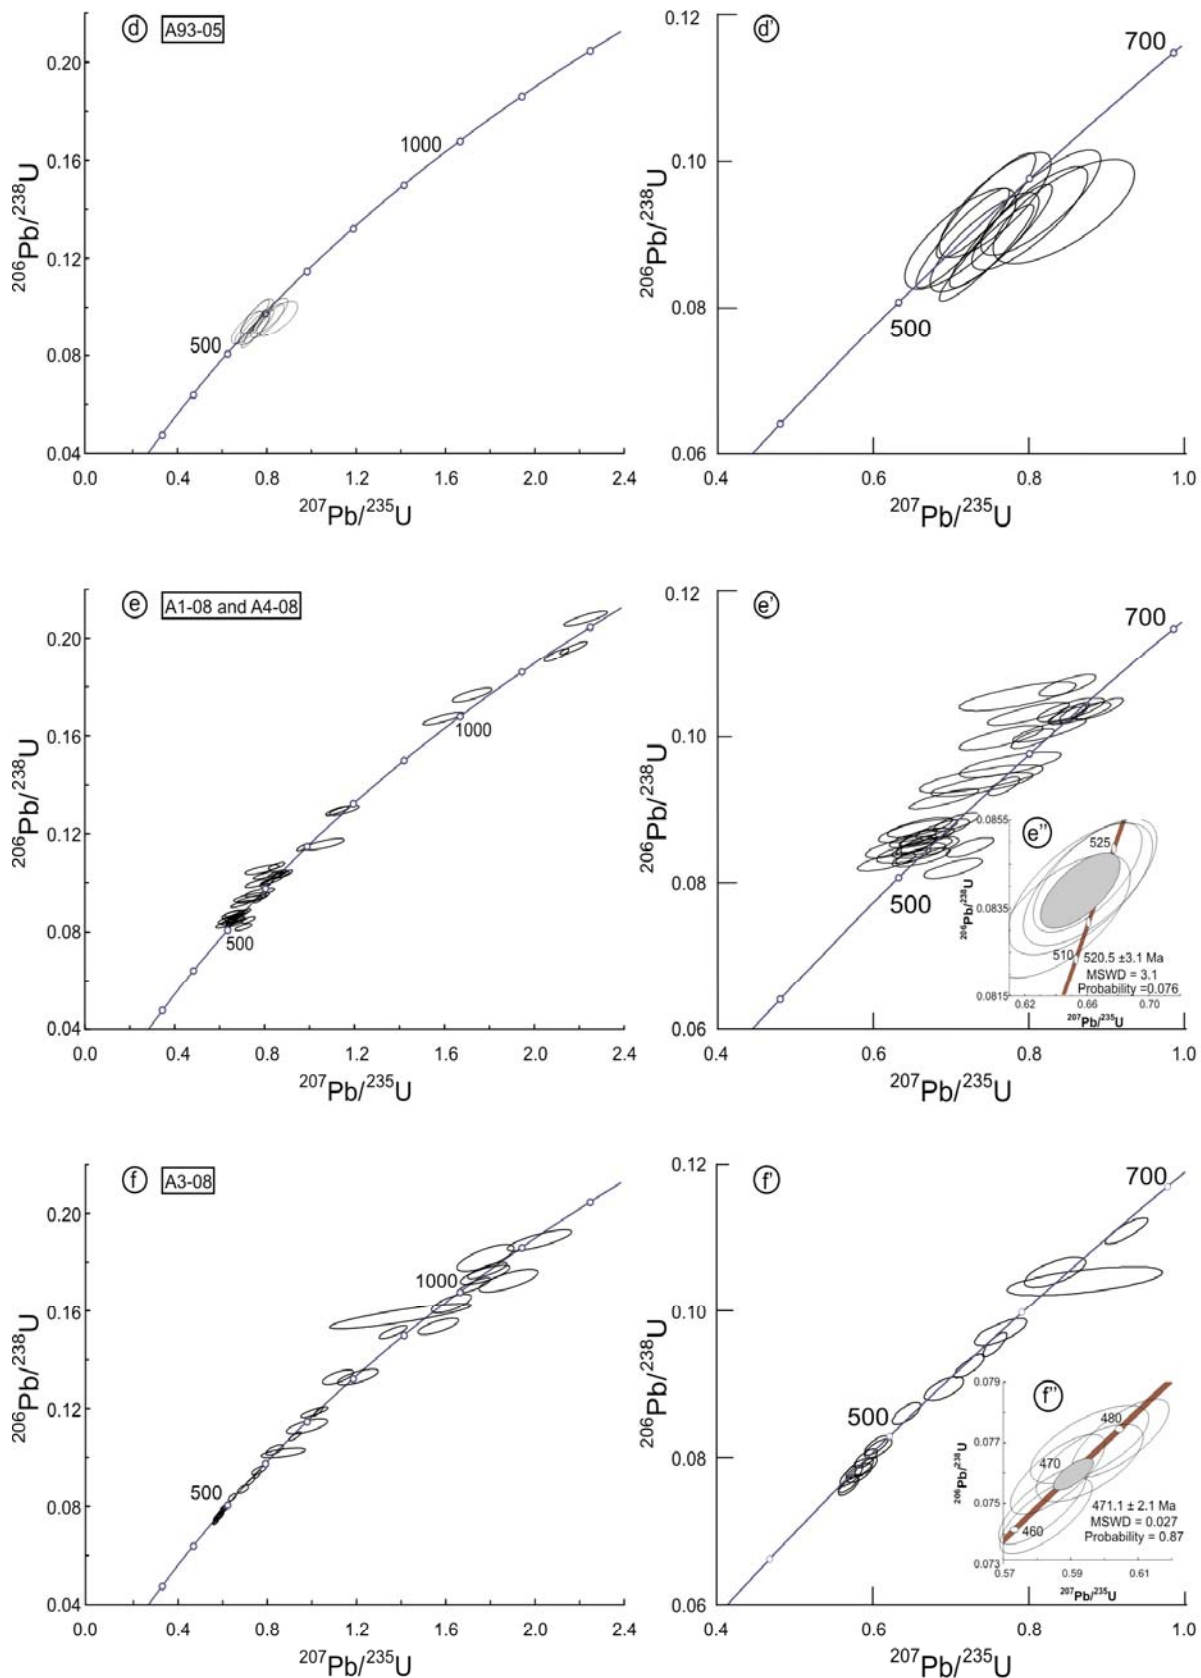 d A93-05
0.20
0.16
0.12
0.08
0.04
1000
500
0.0 0.4 0.8 1.2 1.6 2.0 2.4
206Pb/238U
207Pb/235U
d'
0.12
0.10
0.08
0.06
700
500
0.4 0.6 0.8 1.0
206Pb/238U
207Pb/235U
e A1-08 and A4-08
0.20
0.16
0.12
0.08
0.04
1000
500
0.0 0.4 0.8 1.2 1.6 2.0 2.4
206Pb/238U
207Pb/235U
e'
0.12
0.10
0.08
0.06
700
500
0.4 0.6 0.8 1.0
206Pb/238U
207Pb/235U
e''
0.0855
0.0835
0.0815
525
510
520.5 ±3.1 Ma
MSWD = 3.1
Probability =0.076
0.62 0.66 0.70
206Pb/238U
207Pb/235U
f A3-08
0.20
0.16
0.12
0.08
0.04
1000
500
0.0 0.4 0.8 1.2 1.6 2.0 2.4
206Pb/238U
207Pb/235U
f'
0.12
0.10
0.08
0.06
700
500
0.4 0.6 0.8 1.0
206Pb/238U
207Pb/235U
f''
0.079
0.077
0.075
0.073
480
470
460
471.1 ± 2.1 Ma
MSWD = 0.027
Probability = 0.87
0.57 0.59 0.61
206Pb/238U
207Pb/235U